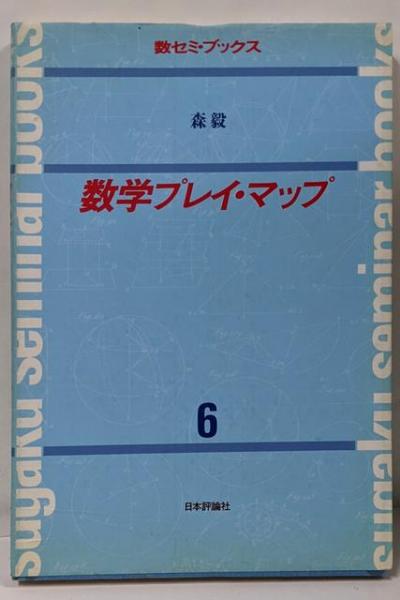 数セミ・ブックス
森毅
数学プレイ・マップ
6
日本評論社
sugaku seminar books
sugaku seminar books